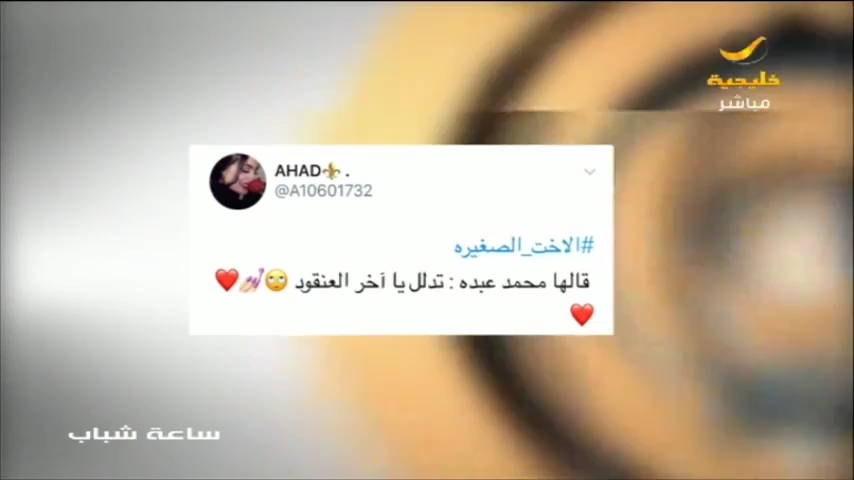 خليجية
مباشر
AHAD⚜️ .
@A10601732
#الاخت_الصغيره
قالها محمد عبده : تدلل يا آخر العنقود 🙄💅🏻❤️
❤️
ساعة شباب